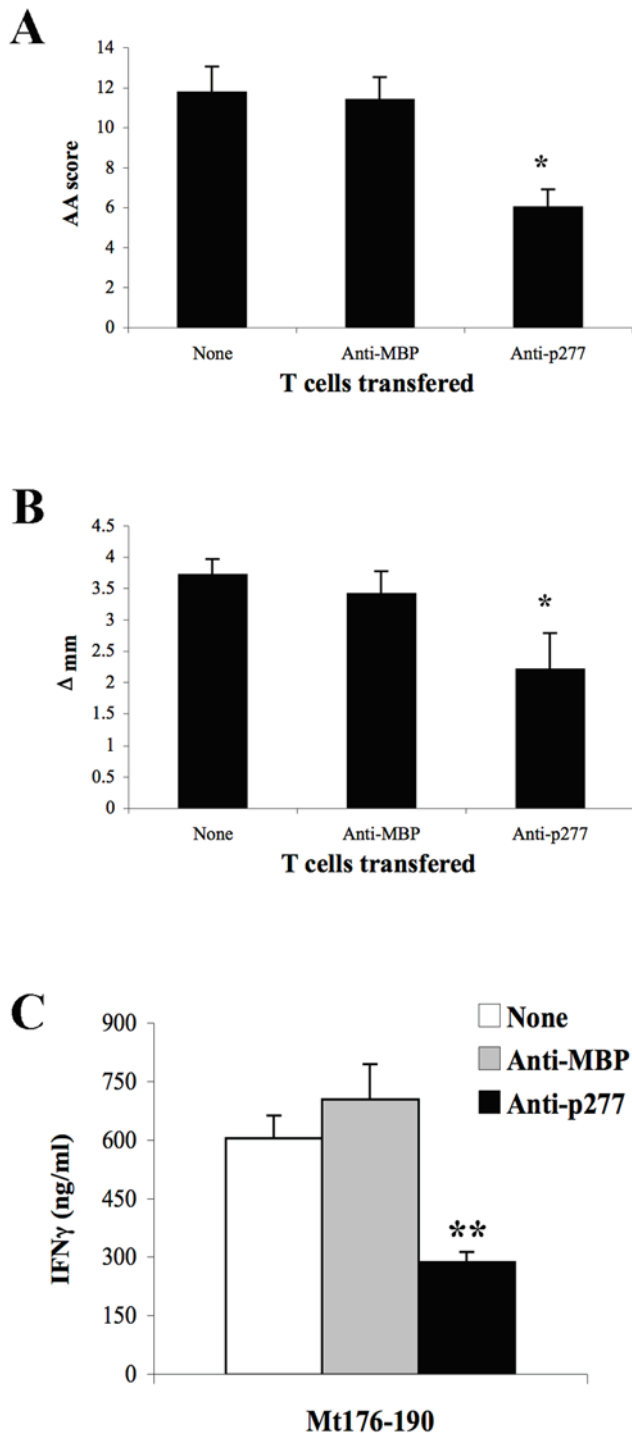 A
14
12
10
8
6
4
2
0
AA score
*
None Anti-MBP Anti-p277
T cells transfered
B
4.5
4
3.5
3
2.5
2
1.5
1
0.5
0
Δ mm
*
None Anti-MBP Anti-p277
T cells transfered
C
900
750
600
450
300
150
0
IFNγ (ng/ml)
None
Anti-MBP
Anti-p277
**
Mt176-190